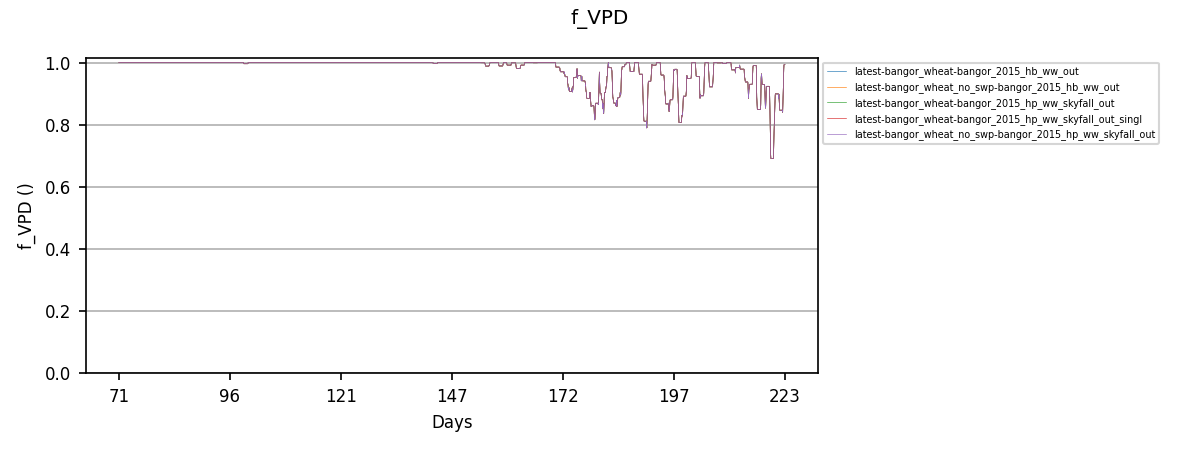 f_VPD
1.0
0.8
0.6
0.4
0.2
0.0
f_VPD ()
71 96 121 147 172 197 223
Days
latest-bangor_wheat-bangor_2015_hb_ww_out
latest-bangor_wheat_no_swp-bangor_2015_hb_ww_out
latest-bangor_wheat-bangor_2015_hp_ww_skyfall_out
latest-bangor_wheat-bangor_2015_hp_ww_skyfall_out_singl
latest-bangor_wheat_no_swp-bangor_2015_hp_ww_skyfall_out